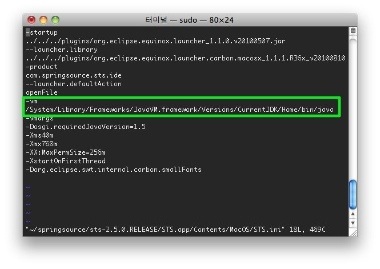 터미널 — sudo — 80×24
-startup
../../../plugins/org.eclipse.equinox.launcher_1.1.0.v20100507.jar
--launcher.library
../../../plugins/org.eclipse.equinox.launcher.carbon.macosx_1.1.1.R36x_v20100810
-product
com.springsource.sts.ide
--launcher.defaultAction
openFile
-vm
/System/Library/Frameworks/JavaVM.framework/Versions/CurrentJDK/Home/bin/java
-vmargs
-Dosgi.requiredJavaVersion=1.5
-Xms40m
-Xmx768m
-XX:MaxPermSize=256m
-XstartOnFirstThread
-Dorg.eclipse.swt.internal.carbon.smallFonts
~
~
~
~
"~/springsource/sts-2.5.0.RELEASE/STS.app/Contents/MacOS/STS.ini" 18L, 469C